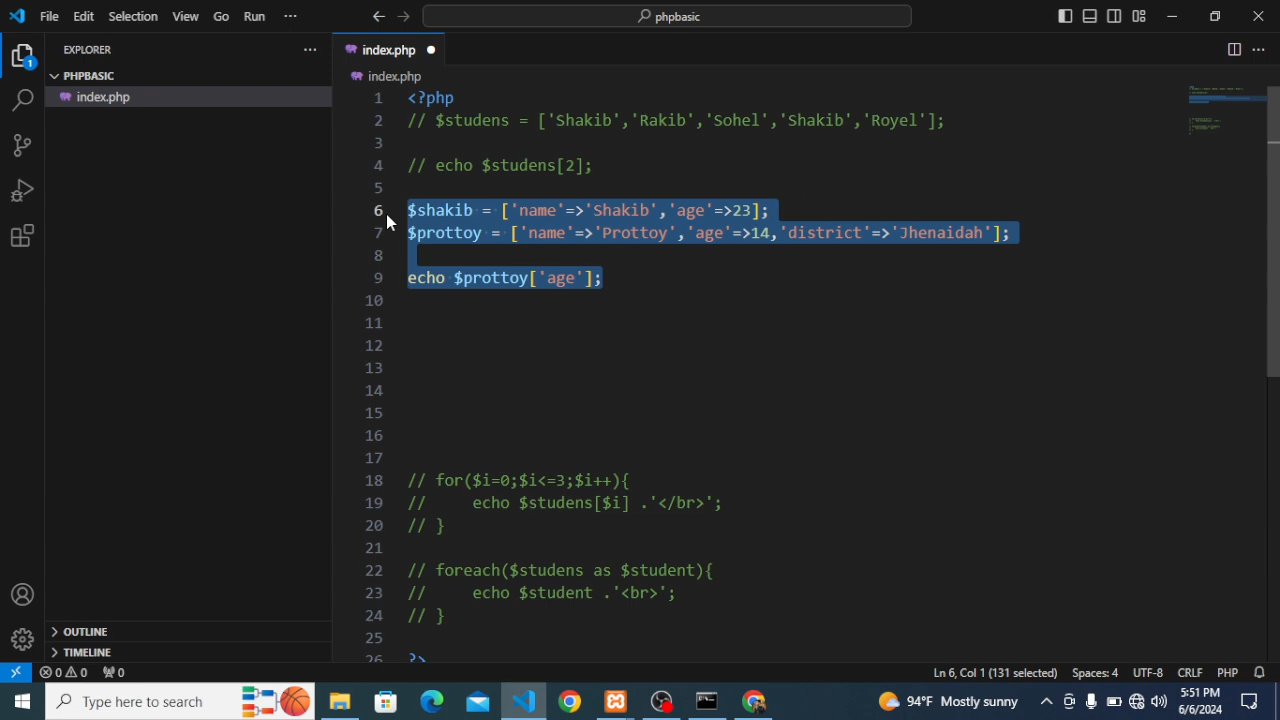 File Edit Selection View Go Run ··· phpbasic
EXPLORER ···
index.php
PHPBASIC
index.php
index.php
1 <?php
2 // $studens = ['Shakib','Rakib','Sohel','Shakib','Royel'];
3
4 // echo $studens[2];
5
6 $shakib = ['name'=>'Shakib','age'=>23];
7 $prottoy = ['name'=>'Prottoy','age'=>14,'district'=>'Jhenaidah'];
8
9 echo $prottoy['age'];
10
11
12
13
14
15
16
17
18 // for($i=0;$i<=3;$i++){
19 //     echo $studens[$i] .'</br>';
20 // }
21
22 // foreach($studens as $student){
23 //     echo $student .'<br>';
24 // }
25
26 ?>
1
OUTLINE
TIMELINE
0 0 0 Ln 6, Col 1 (131 selected) Spaces: 4 UTF-8 CRLF PHP
Type here to search 94°F Mostly sunny 5:51 PM
6/6/2024